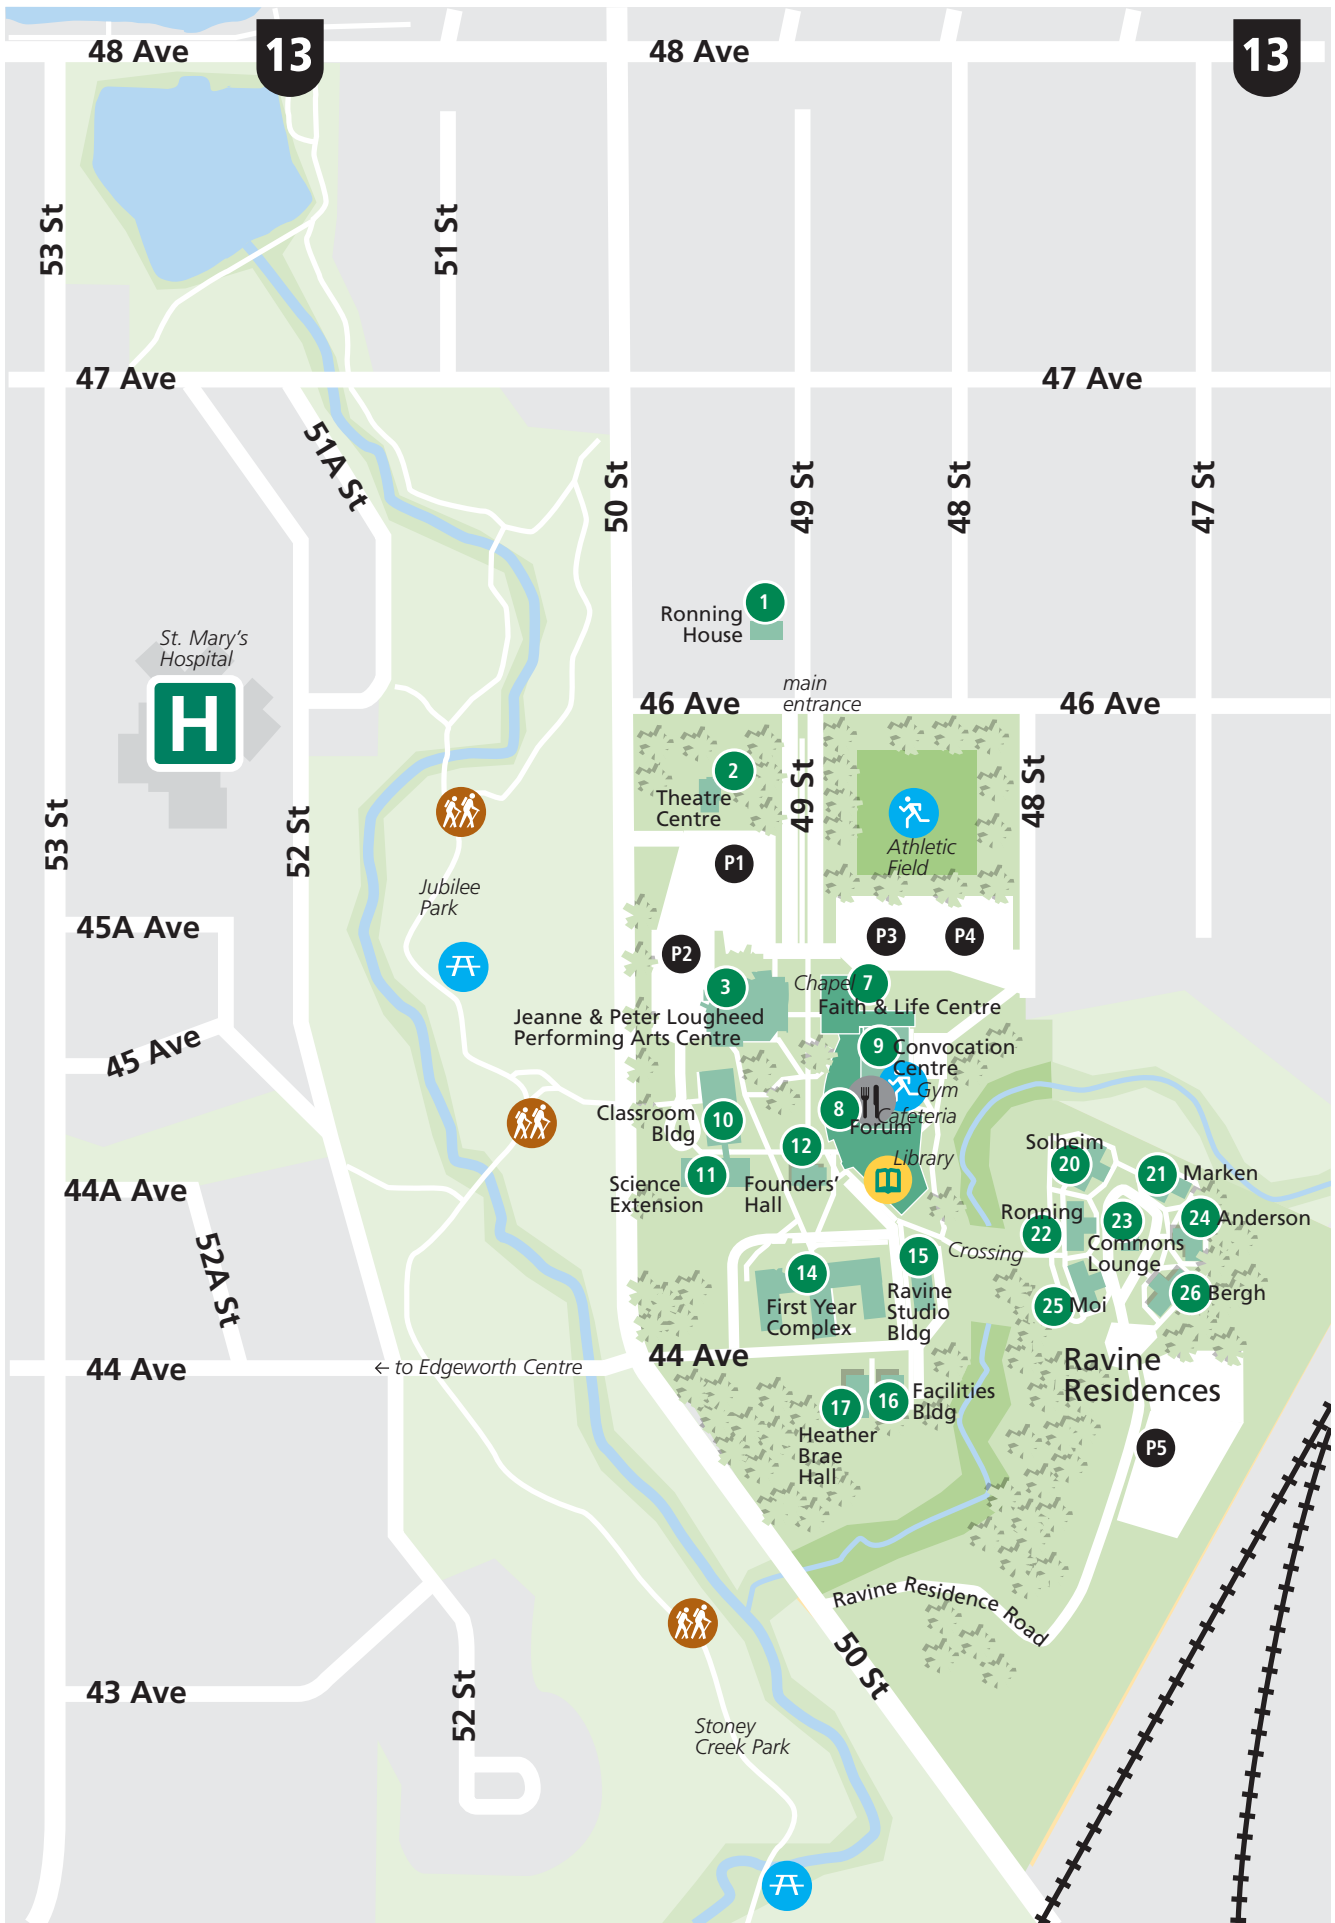 48 Ave
13
48 Ave
13
53 St
51 St
47 Ave
47 Ave
51A St
50 St
49 St
48 St
47 St
1
Ronning
House
St. Mary's
Hospital
H
main
entrance
46 Ave
46 Ave
2
Theatre
Centre
49 St
48 St
53 St
52 St
Athletic
Field
P1
Jubilee
Park
45A Ave
P2
P3
P4
3
Jeanne & Peter Lougheed
Performing Arts Centre
Chapel
7
Faith & Life Centre
45 Ave
9
Convocation
Centre
Gym
Cafeteria
8
Forum
Classroom
Bldg
10
12
Founders'
Hall
Library
11
Science
Extension
Solheim
20
21
Marken
44A Ave
Ronning
22
23
Commons
Lounge
24
Anderson
52A St
Crossing
14
First Year
Complex
15
Ravine
Studio
Bldg
25
Moi
26
Bergh
44 Ave
← to Edgeworth Centre
44 Ave
Ravine
Residences
17
Heather
Brae
Hall
16
Facilities
Bldg
P5
Ravine Residence Road
50 St
43 Ave
52 St
Stoney
Creek Park